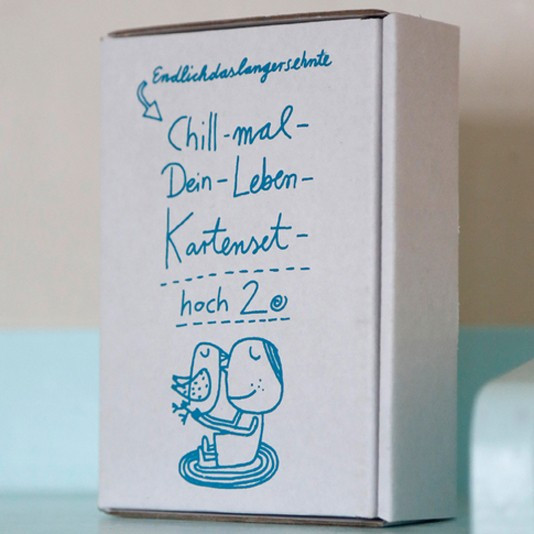 Endlichdaslangersehnte
Chill-mal-
Dein-Leben-
Kartenset-
hoch 2